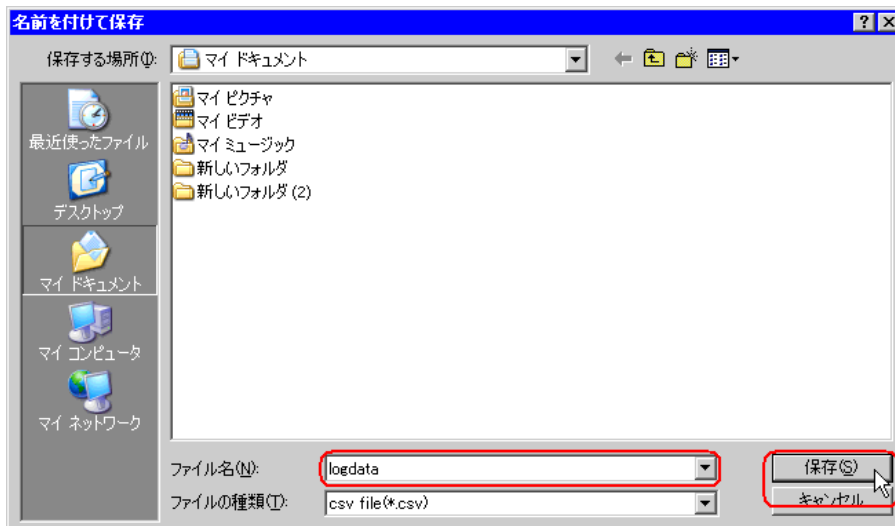 名前を付けて保存
保存する場所(I):
マイ ドキュメント
最近使ったファイル
デスクトップ
マイ ドキュメント
マイ コンピュータ
マイ ネットワーク
マイ ピクチャ
マイ ビデオ
マイ ミュージック
新しいフォルダ
新しいフォルダ (2)
ファイル名(N):
logdata
保存(S)
ファイルの種類(T):
csv file(*.csv)
キャンセル